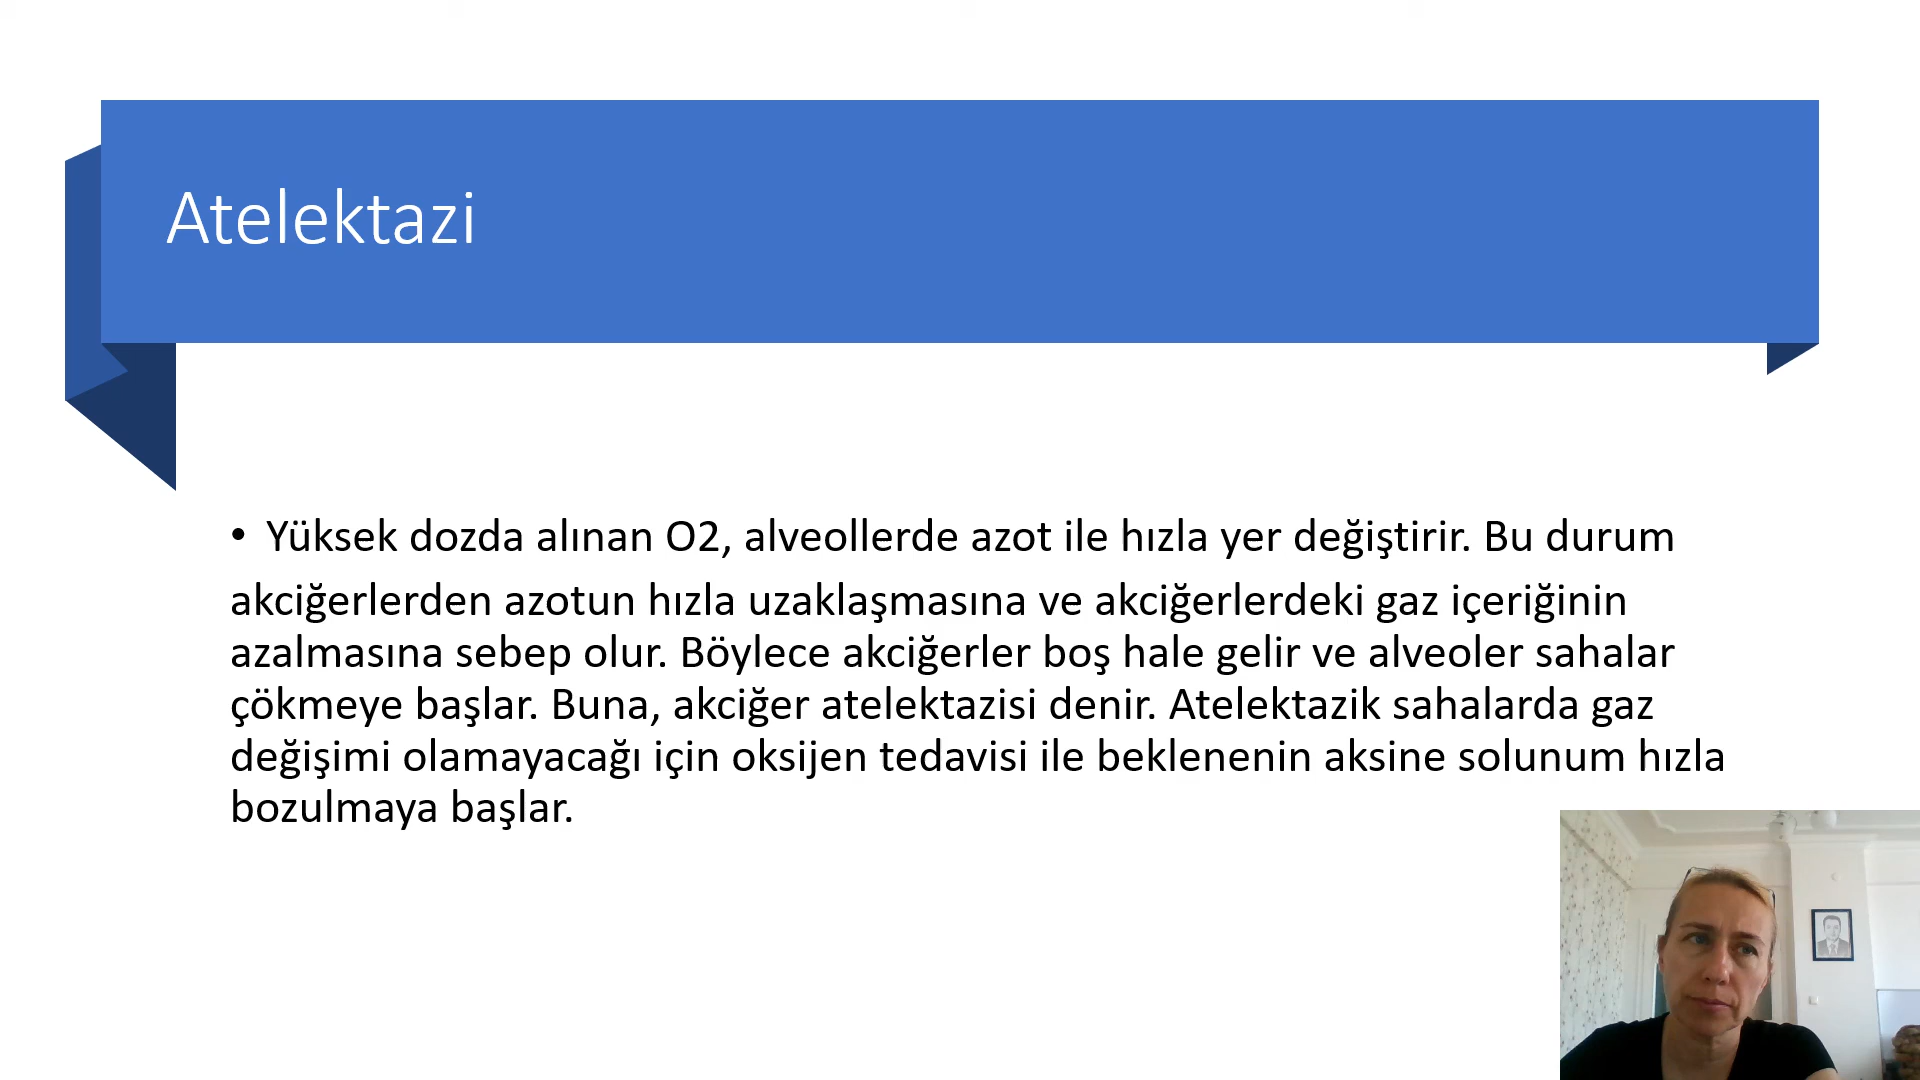 Atelektazi
• Yüksek dozda alınan O2, alveollerde azot ile hızla yer değiştirir. Bu durum
akciğerlerden azotun hızla uzaklaşmasına ve akciğerlerdeki gaz içeriğinin
azalmasına sebep olur. Böylece akciğerler boş hale gelir ve alveoler sahalar
çökmeye başlar. Buna, akciğer atelektazisi denir. Atelektazik sahalarda gaz
değişimi olamayacağı için oksijen tedavisi ile beklenenin aksine solunum hızla
bozulmaya başlar.